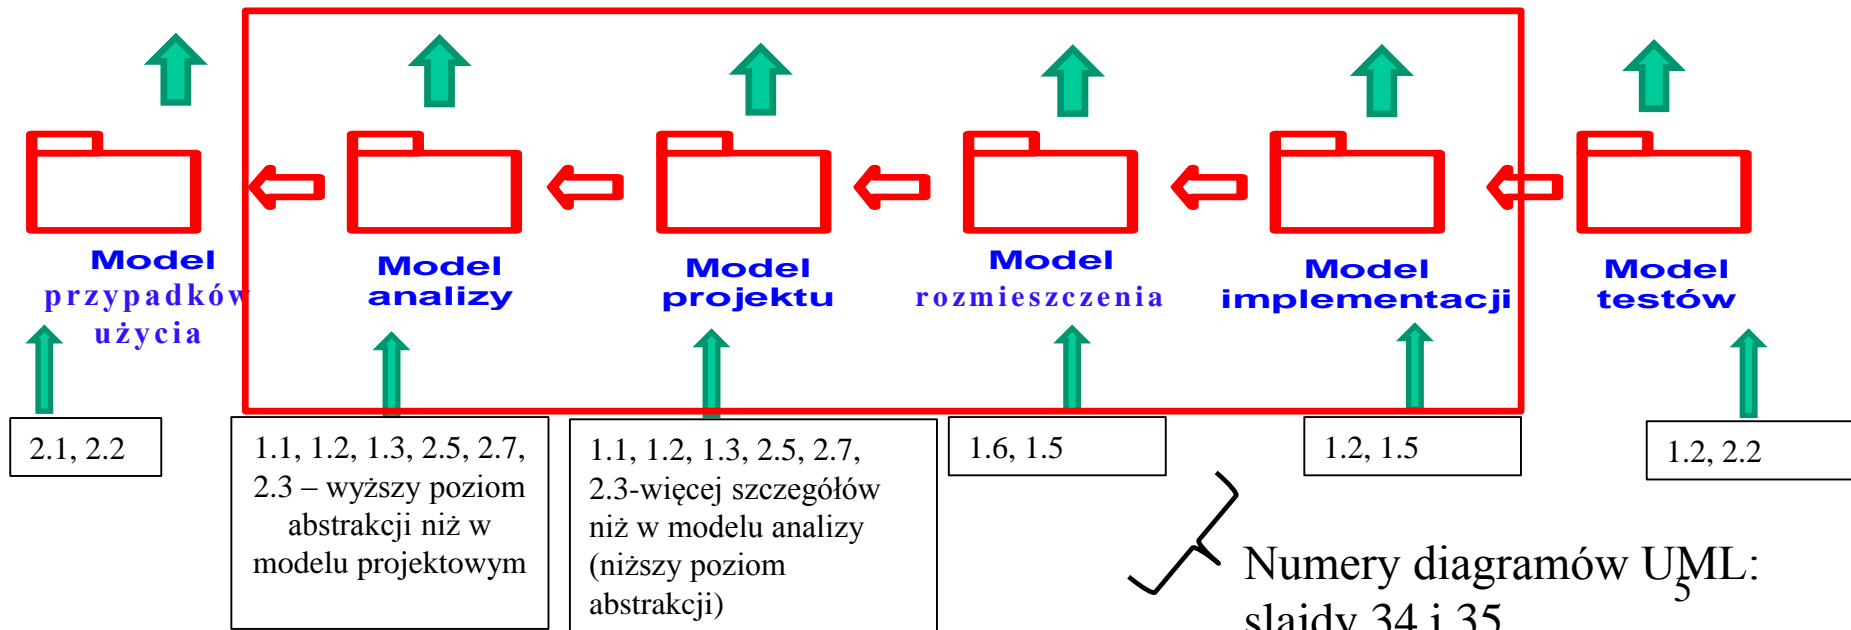 Model
przypadków
użycia
Model
analizy
Model
projektu
Model
rozmieszczenia
Model
implementacji
Model
testów
2.1, 2.2
1.1, 1.2, 1.3, 2.5, 2.7,
2.3 – wyższy poziom
abstrakcji niż w
modelu projektowym
1.1, 1.2, 1.3, 2.5, 2.7,
2.3-więcej szczegółów
niż w modelu analizy
(niższy poziom
abstrakcji)
1.6, 1.5
1.2, 1.5
1.2, 2.2
Numery diagramów UML:
slajdy 34 i 35
5